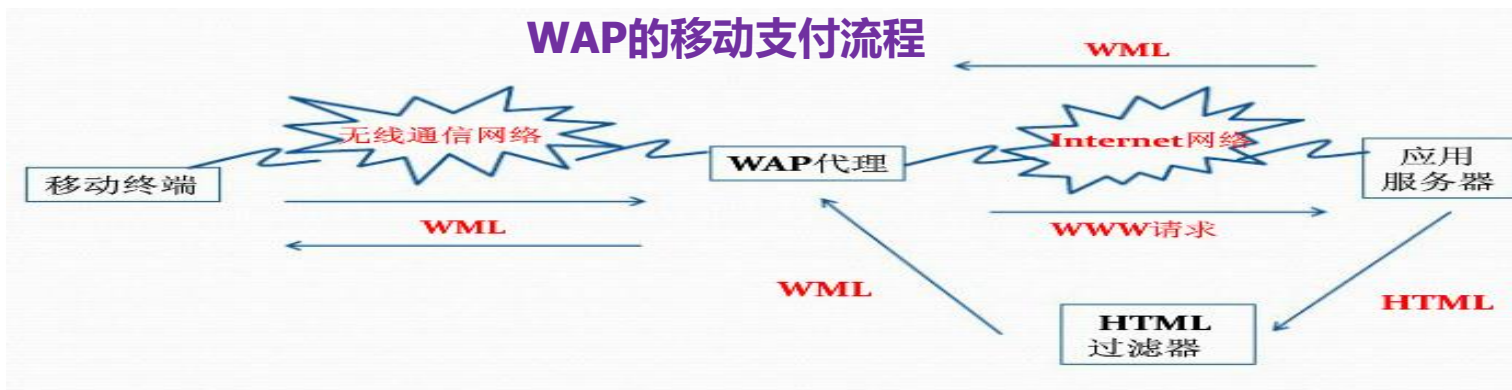 WAP的移动支付流程
WML
无线通信网络
Internet网络
移动终端
WAP代理
应用
服务器
WML
WWW请求
WML
HTML
HTML
过滤器